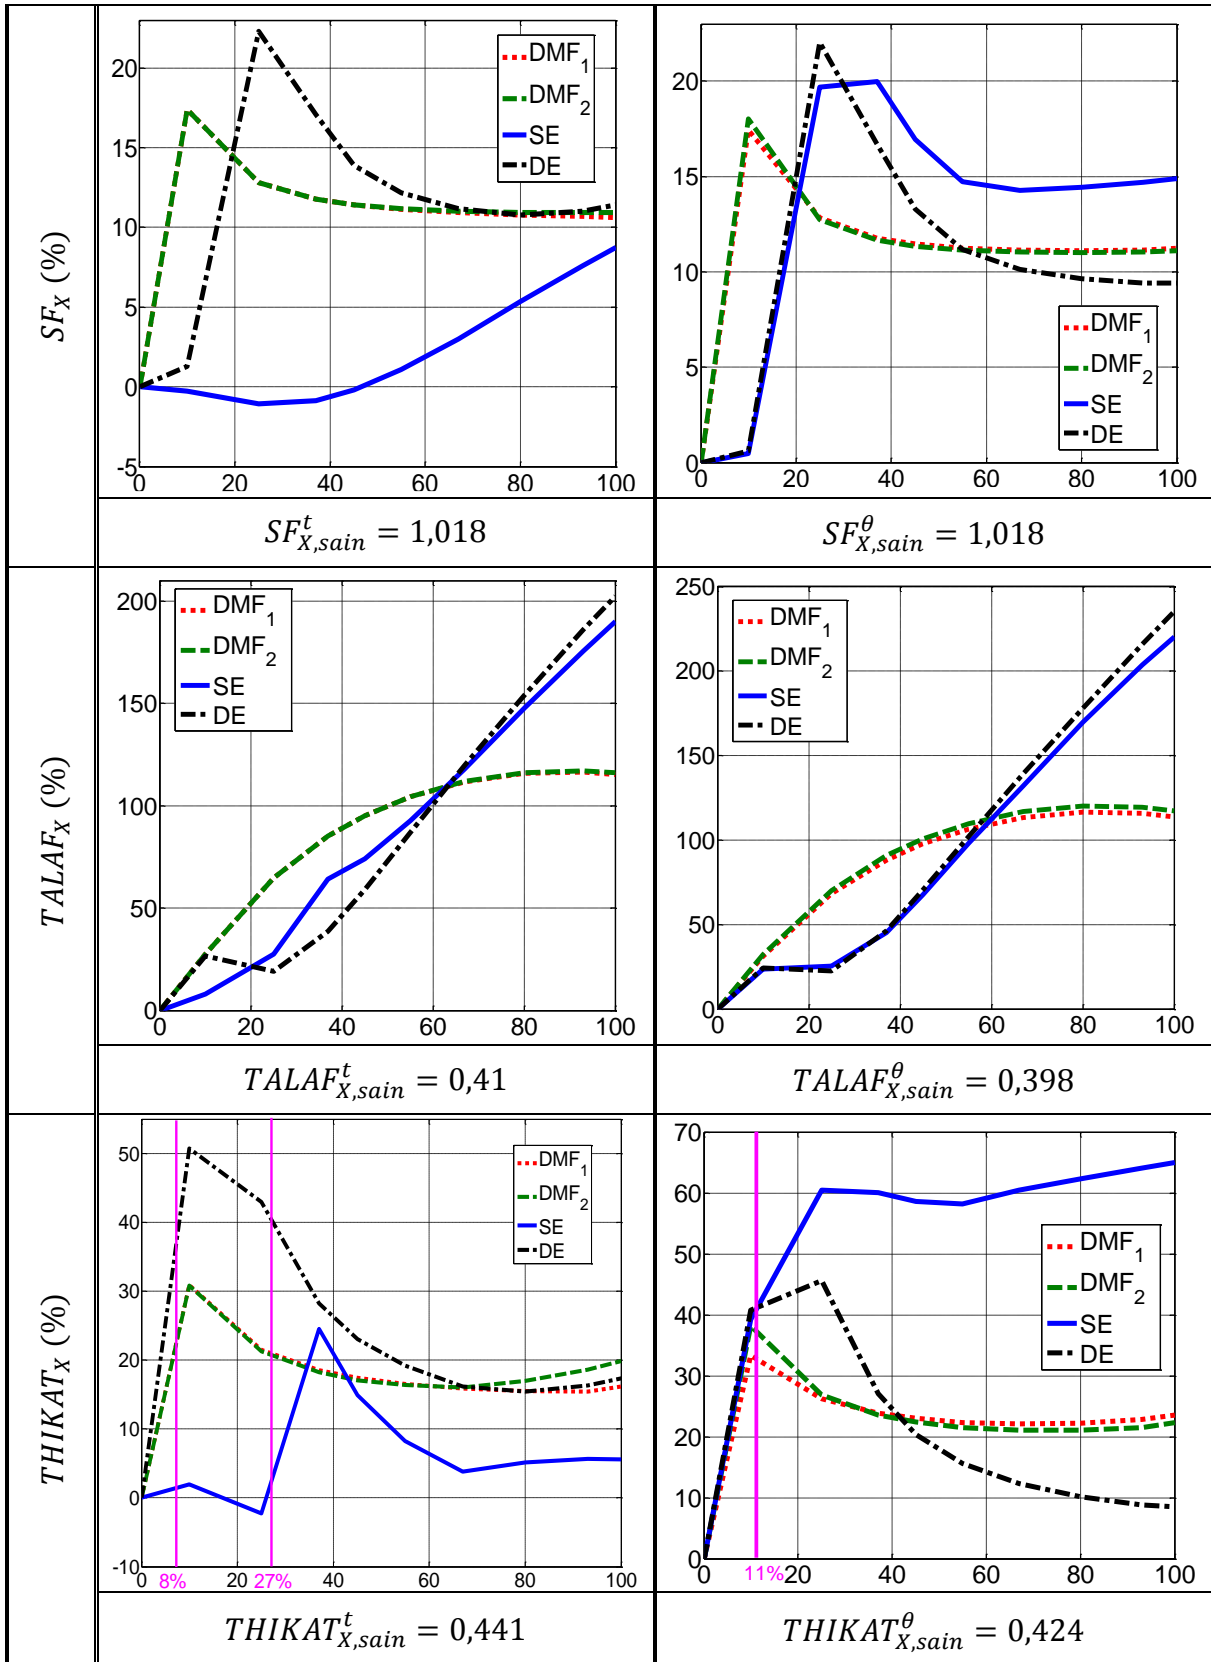 SF_X (%)
20
15
10
5
0
-5
0 20 40 60 80 100
DMF_1
DMF_2
SE
DE
SF^t_{X,sain} = 1,018
20
15
10
5
0
0 20 40 60 80 100
DMF_1
DMF_2
SE
DE
SF^θ_{X,sain} = 1,018
TALAF_X (%)
200
150
100
50
0
0 20 40 60 80 100
DMF_1
DMF_2
SE
DE
TALAF^t_{X,sain} = 0,41
250
200
150
100
50
0
0 20 40 60 80 100
DMF_1
DMF_2
SE
DE
TALAF^θ_{X,sain} = 0,398
THIKAT_X (%)
50
40
30
20
10
0
-10
0 8% 20 27% 40 60 80 100
DMF_1
DMF_2
SE
DE
THIKAT^t_{X,sain} = 0,441
70
60
50
40
30
20
10
0
0 11% 20 40 60 80 100
DMF_1
DMF_2
SE
DE
THIKAT^θ_{X,sain} = 0,424